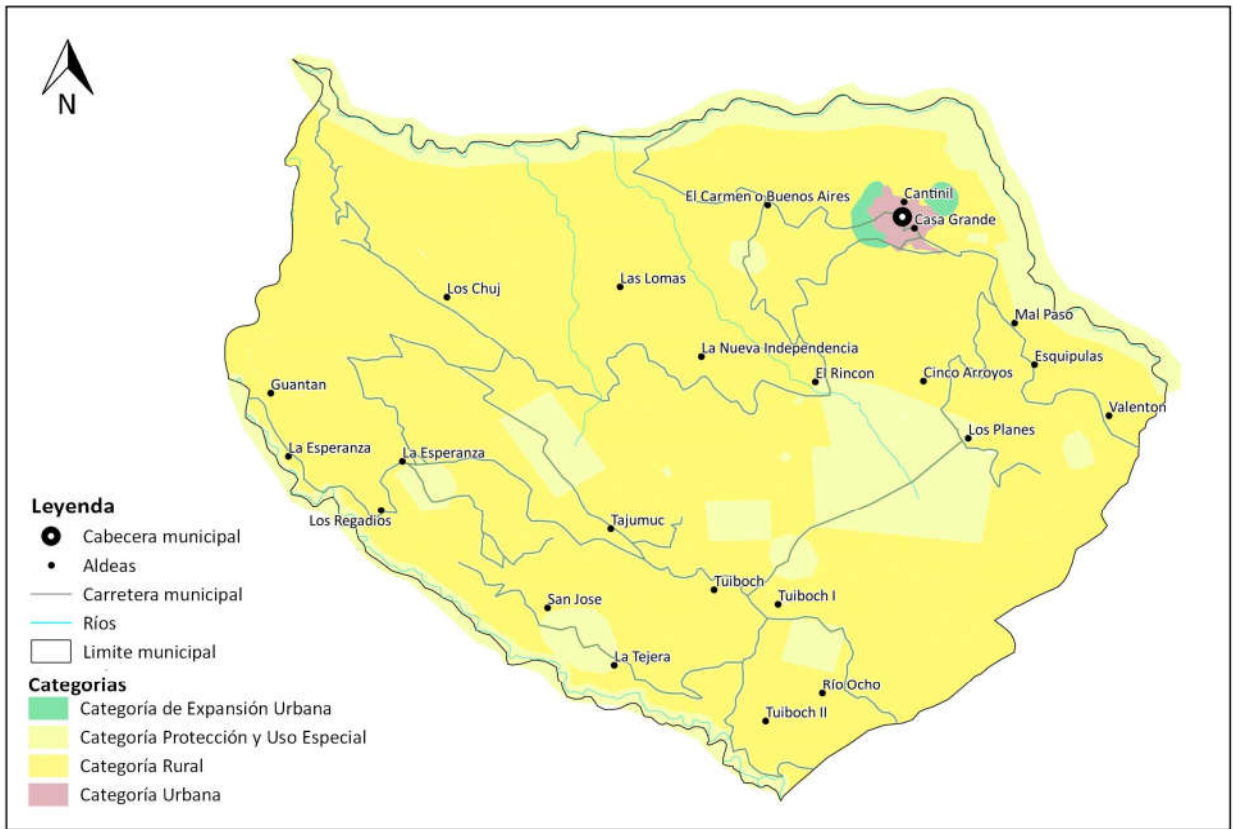 N
El Carmen o Buenos Aires
Cantinil
Casa Grande
Los Chuj
Las Lomas
Mal Paso
La Nueva Independencia
Esquipulas
El Rincon
Cinco Arroyos
Guantan
Valenton
Los Planes
La Esperanza
La Esperanza
Los Regadios
Tajumuc
Tuiboch
Tuiboch I
San Jose
La Tejera
Río Ocho
Tuiboch II
Leyenda
Cabecera municipal
Aldeas
Carretera municipal
Ríos
Limite municipal
Categorías
Categoría de Expansión Urbana
Categoría Protección y Uso Especial
Categoría Rural
Categoría Urbana